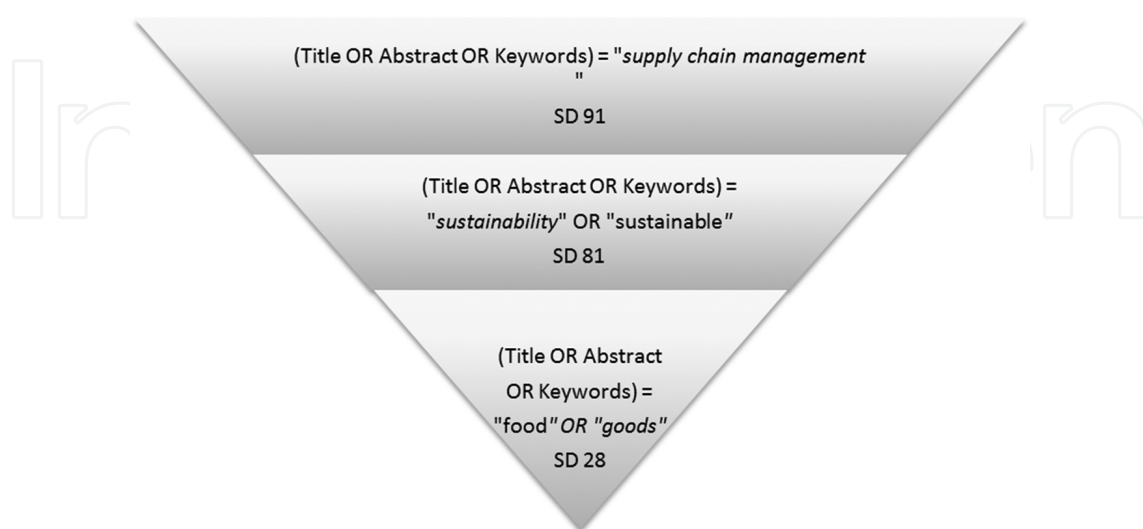 (Title OR Abstract OR Keywords) = "supply chain management
"
SD 91
(Title OR Abstract OR Keywords) =
"sustainability" OR "sustainable"
SD 81
(Title OR Abstract
OR Keywords) =
"food" OR "goods"
SD 28